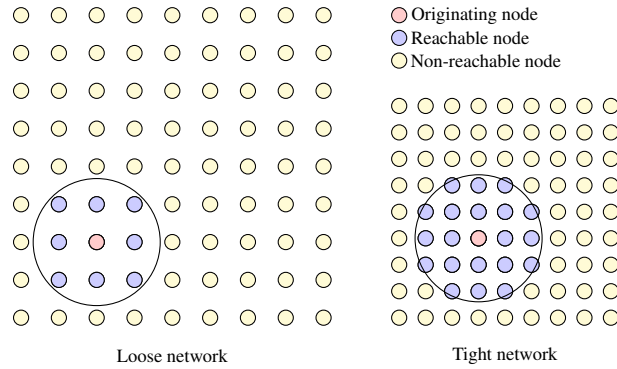 Originating node
Reachable node
Non-reachable node
Loose network
Tight network